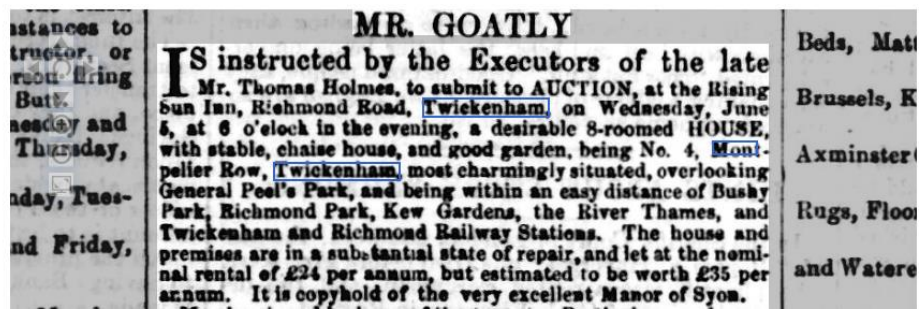 MR. GOATLY
IS instructed by the Executors of the late
Mr. Thomas Holmes, to submit to AUCTION, at the Rising
Sun Inn, Richmond Road, Twickenham, on Wednesday, June
5, at 6 o'clock in the evening, a desirable 8-roomed HOUSE,
with stable, chaise house, and good garden, being No. 4, Mont-
pelier Row, Twickenham, most charmingly situated, overlooking
General Peel's Park, and being within an easy distance of Bushy
Park, Richmond Park, Kew Gardens, the River Thames, and
Twickenham and Richmond Railway Stations. The house and
premises are in a substantial state of repair, and let at the nomi-
nal rental of £24 per annum, but estimated to be worth £35 per
annum. It is copyhold of the very excellent Manor of Syon.
stances to
tructor, or
firing
Butt.
nesday and
Thursday,
day, Tues-
nd Friday,
Beds, Matt
Brussels, K
Axminster
Rugs, Floo
and Watere